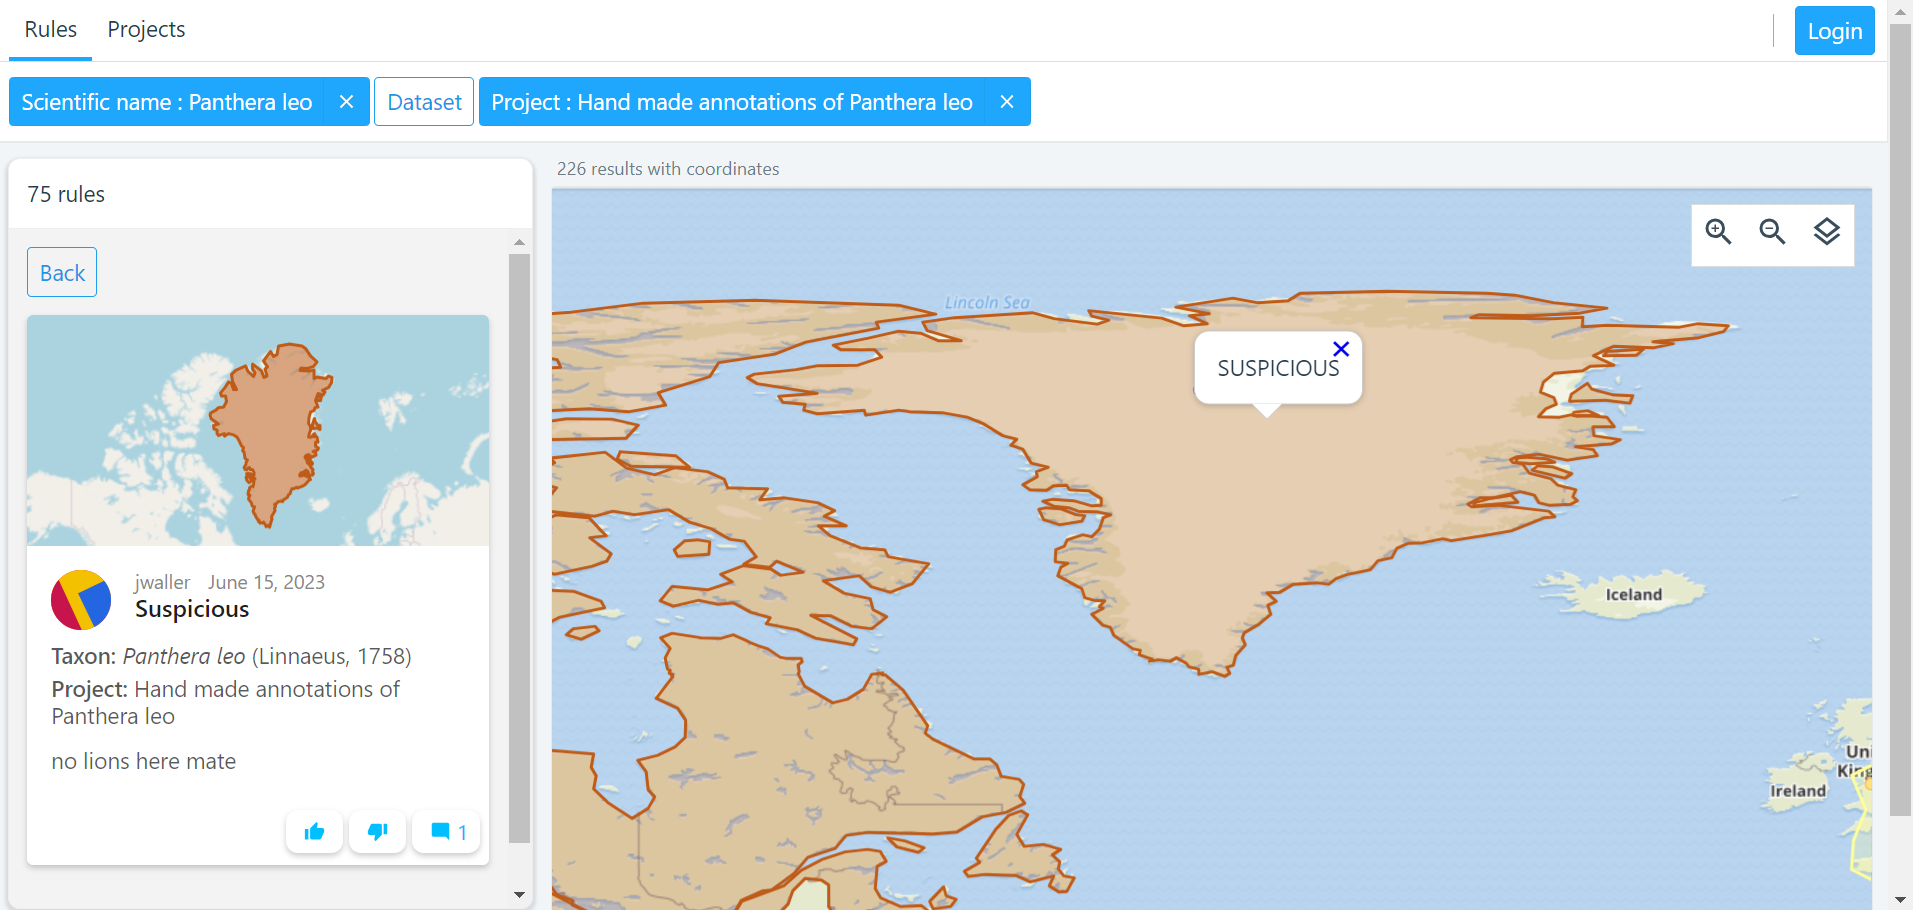 Rules Projects Login
Scientific name : Panthera leo Dataset Project : Hand made annotations of Panthera leo
75 rules
226 results with coordinates
Back
Lincoln Sea
SUSPICIOUS
jwaller June 15, 2023
Suspicious
Taxon: Panthera leo (Linnaeus, 1758)
Project: Hand made annotations of
Panthera leo
no lions here mate
1
Iceland
Ireland